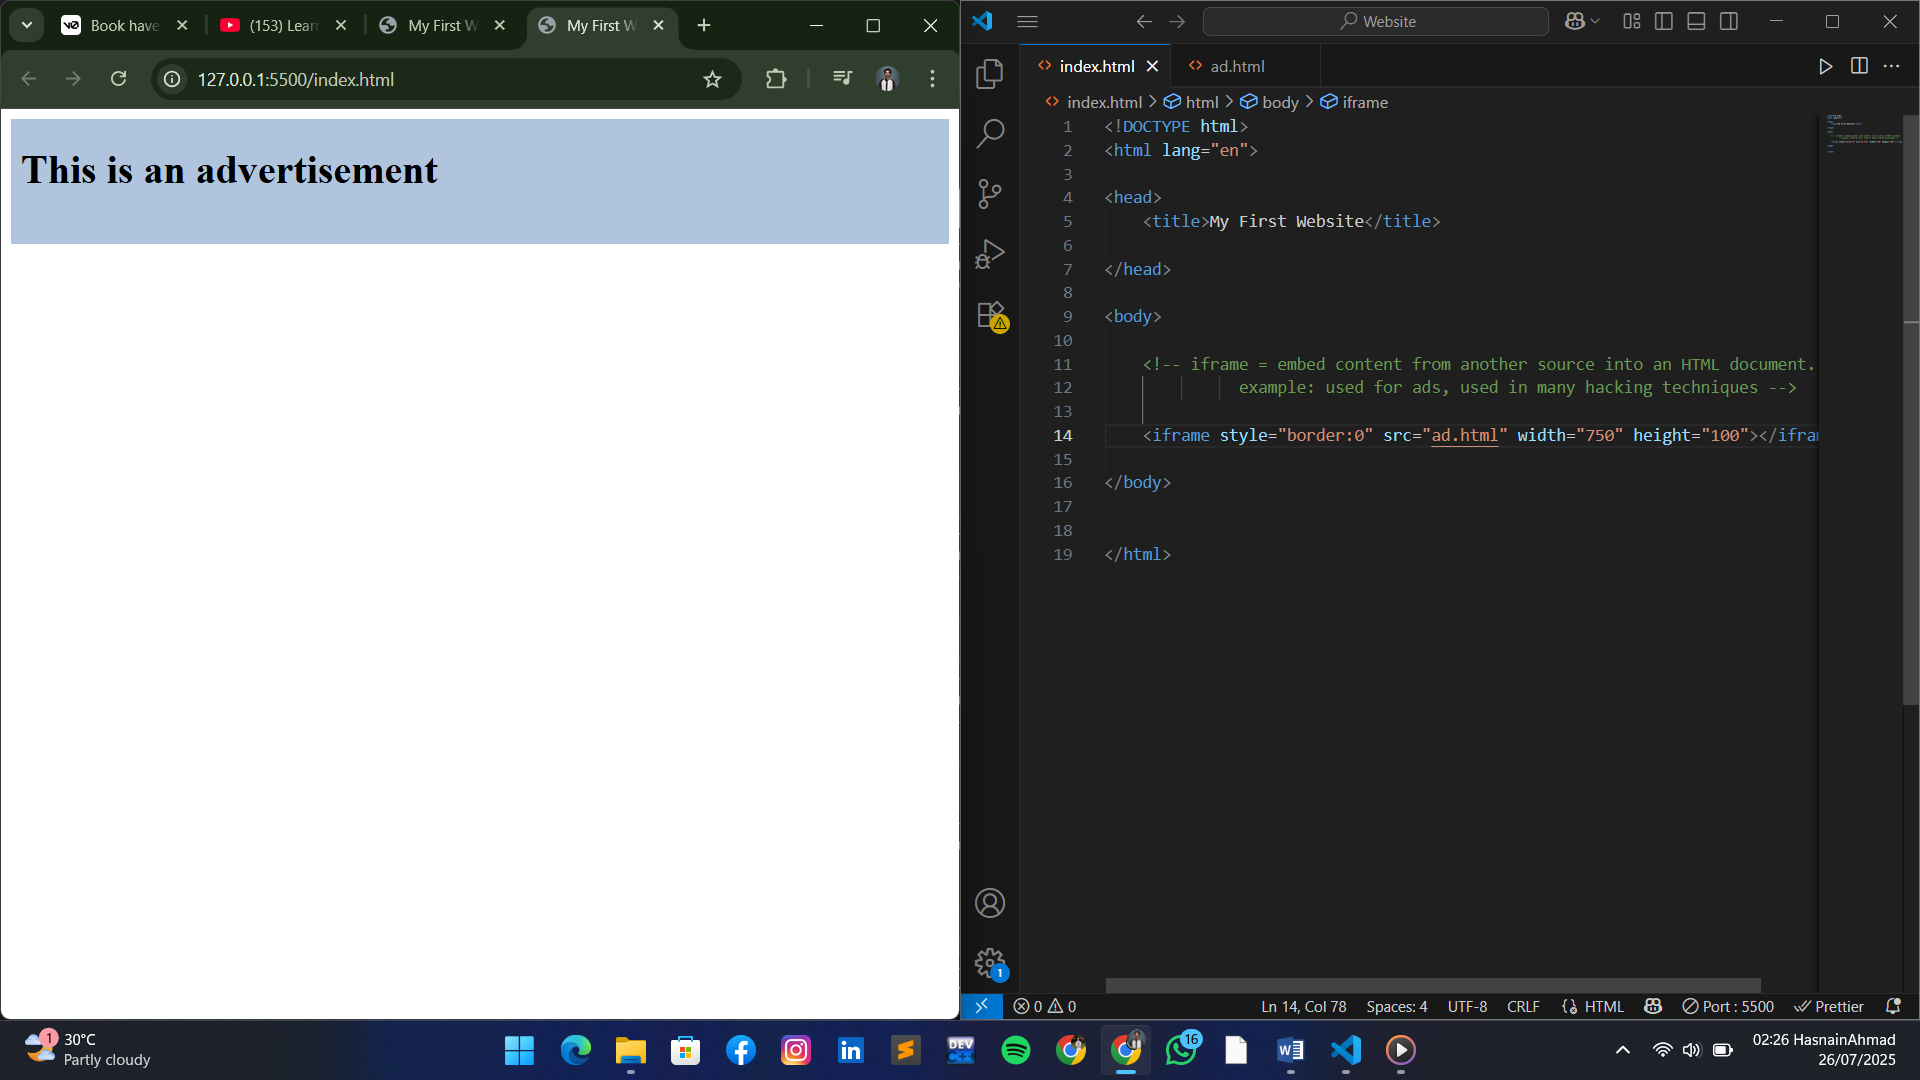 Book have
(153) Learn
My First W
My First W
127.0.0.1:5500/index.html
This is an advertisement
Website
index.html
ad.html
index.html > html > body > iframe
1 <!DOCTYPE html>
2 <html lang="en">
3
4 <head>
5 <title>My First Website</title>
6
7 </head>
8
9 <body>
10
11 <!-- iframe = embed content from another source into an HTML document.
12 example: used for ads, used in many hacking techniques -->
13
14 <iframe style="border:0" src="ad.html" width="750" height="100"></ifra
15
16 </body>
17
18
19 </html>
1
0 0
Ln 14, Col 78
Spaces: 4
UTF-8
CRLF
HTML
Port : 5500
Prettier
1
30°C
Partly cloudy
DEV
16
02:26 HasnainAhmad
26/07/2025